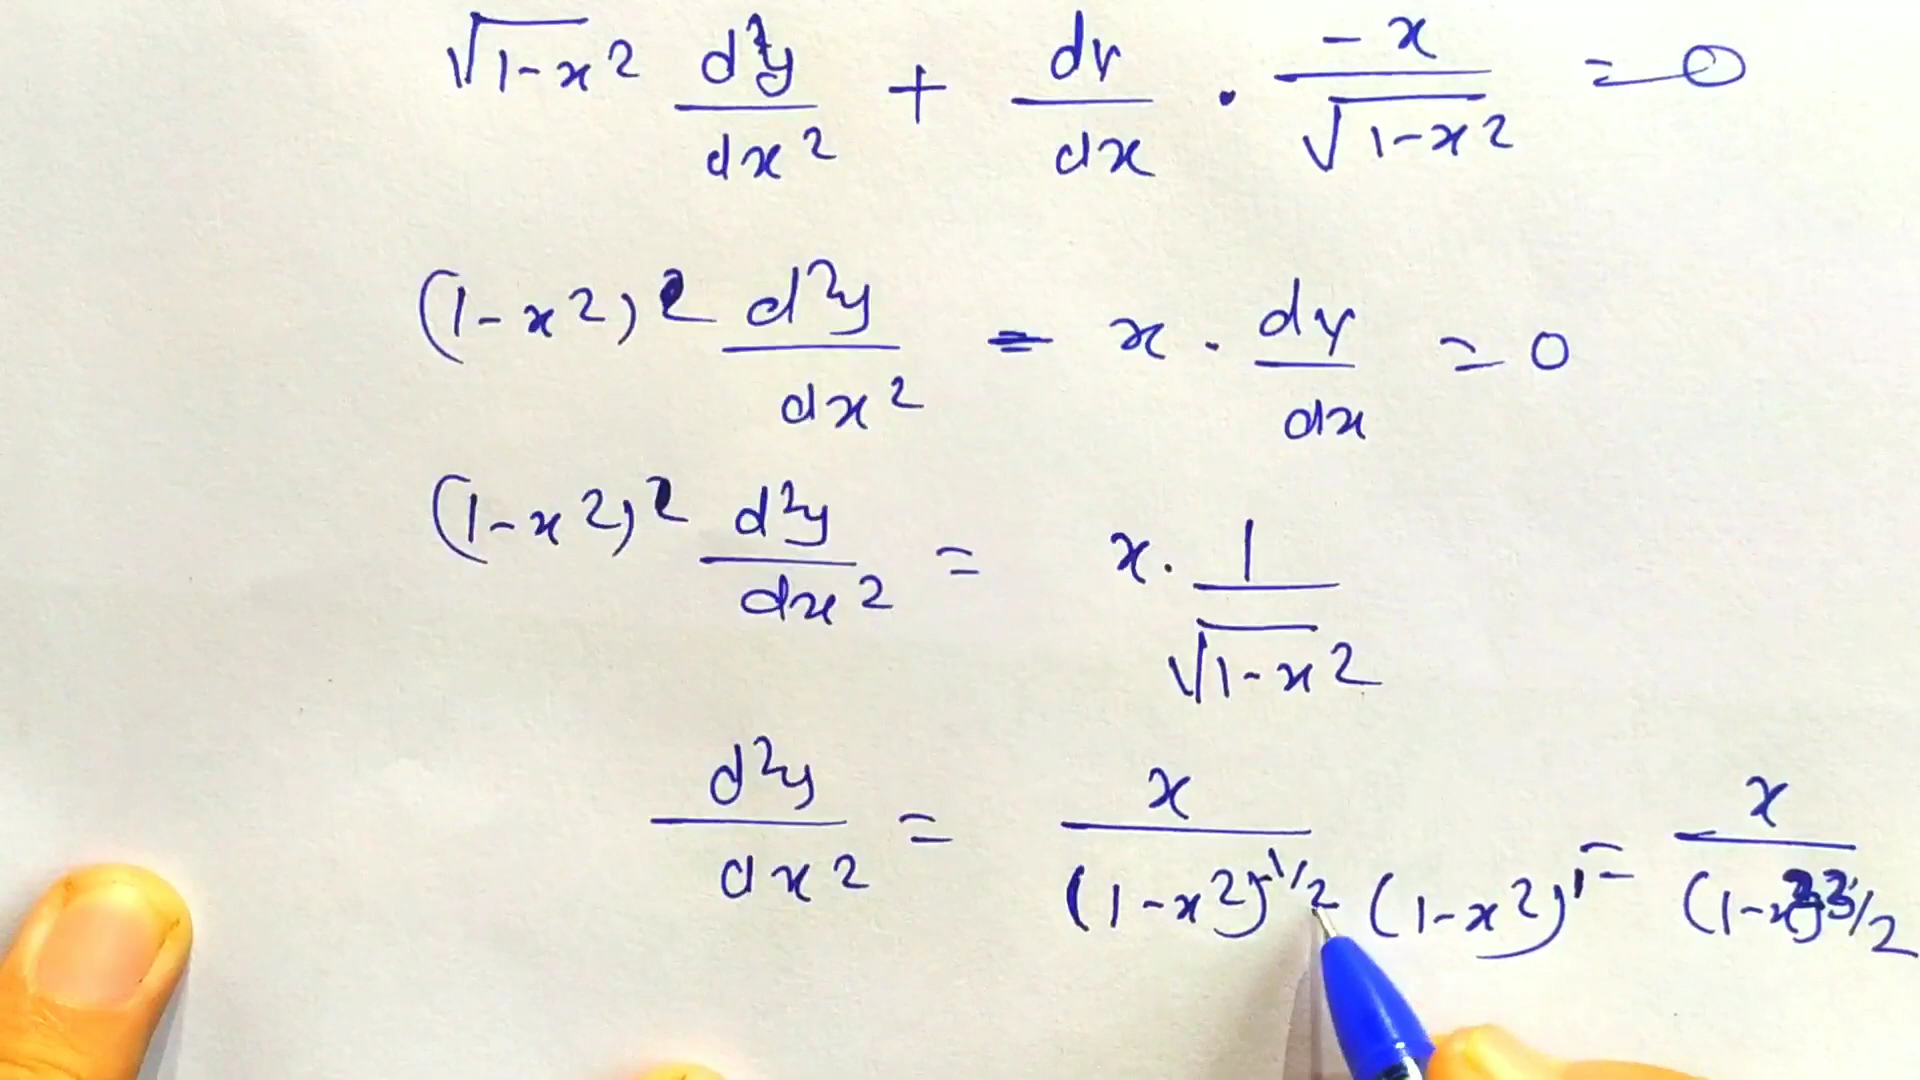 √1-x² d²y/dx² + dy/dx · -x/√1-x² = 0
(1-x²)² d²y/dx² - x · dy/dx = 0
(1-x²)² d²y/dx² = x · 1/√1-x²
d²y/dx² = x/(1-x²)^-1/2 (1-x²)¹ = x/(1-x²)^3/2